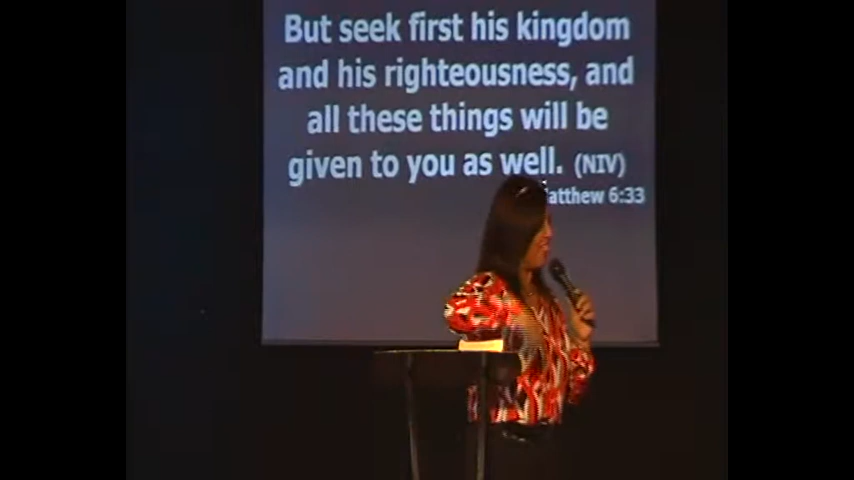 But seek first his kingdom
and his righteousness, and
all these things will be
given to you as well. (NIV)
Matthew 6:33